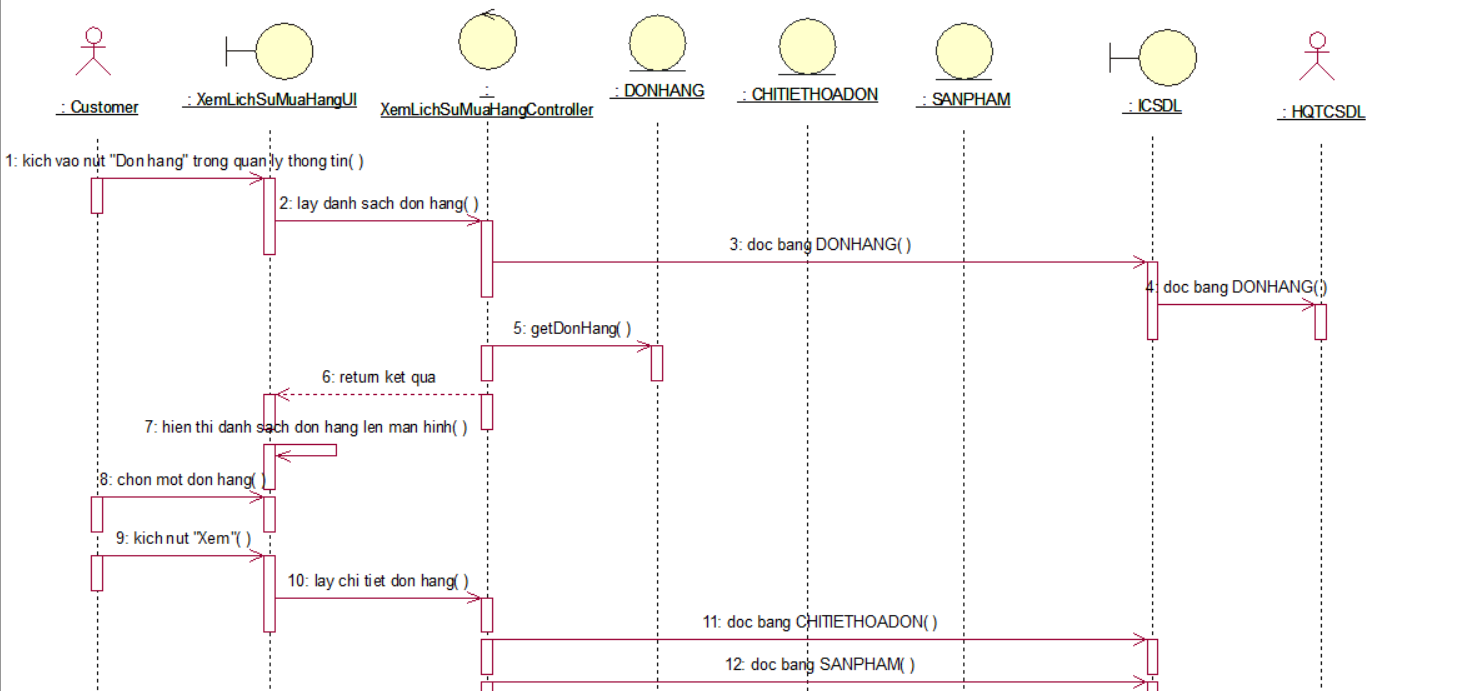 : Customer
: XemLichSuMuaHangUI
:
XemLichSuMuaHangController
: DONHANG
: CHITIETHOADON
: SANPHAM
: ICSDL
: HQTCSDL
1: kich vao nut "Don hang" trong quan ly thong tin( )
2: lay danh sach don hang( )
3: doc bang DONHANG( )
4: doc bang DONHANG( )
5: getDonHang( )
6: return ket qua
7: hien thi danh sach don hang len man hinh( )
8: chon mot don hang( )
9: kich nut "Xem"( )
10: lay chi tiet don hang( )
11: doc bang CHITIETHOADON( )
12: doc bang SANPHAM( )